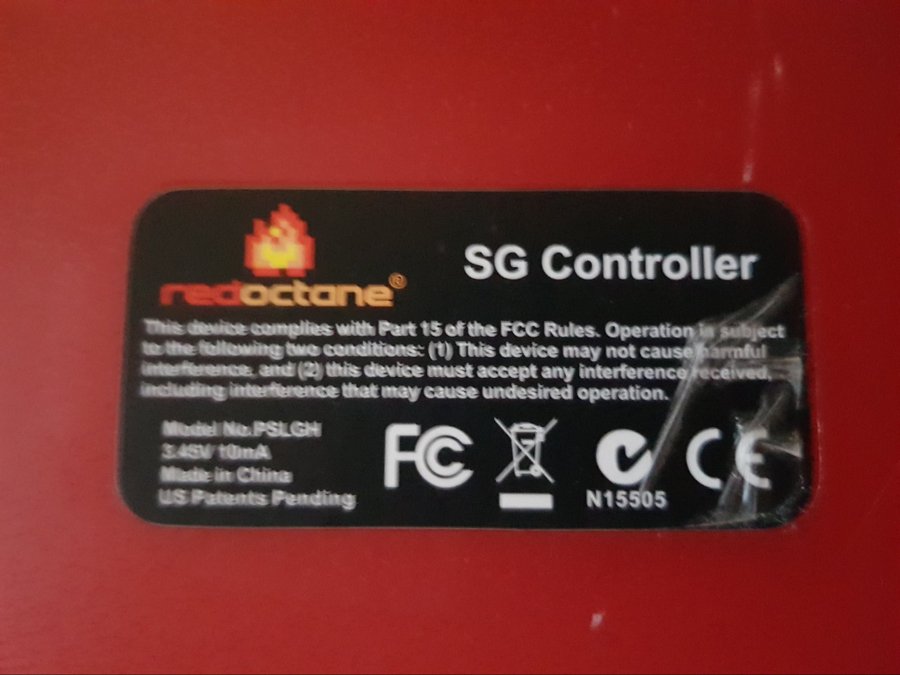 redoctane®
SG Controller
This device complies with Part 15 of the FCC Rules. Operation is subject
to the following two conditions: (1) This device may not cause harmful
interference, and (2) this device must accept any interference received,
including interference that may cause undesired operation.
Model No.PSLGH
3.45V 10mA
Made in China
US Patents Pending
FC
N15505
CE